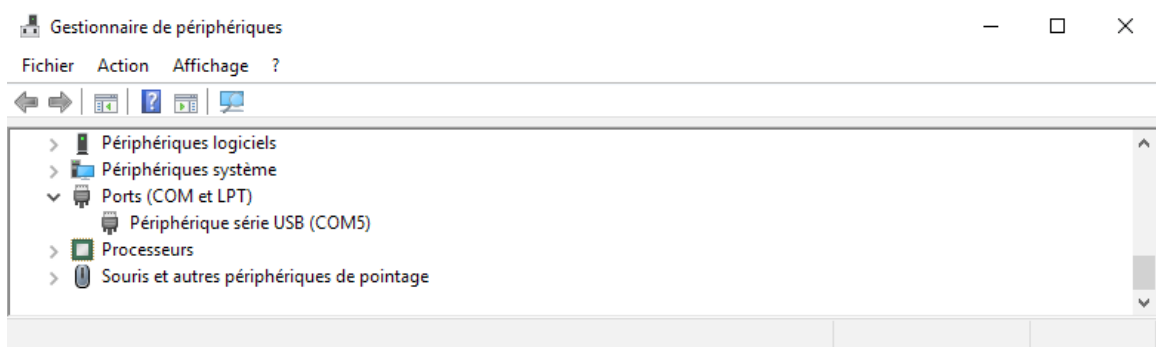 Gestionnaire de périphériques
Fichier Action Affichage ?
Périphériques logiciels
Périphériques système
Ports (COM et LPT)
Périphérique série USB (COM5)
Processeurs
Souris et autres périphériques de pointage